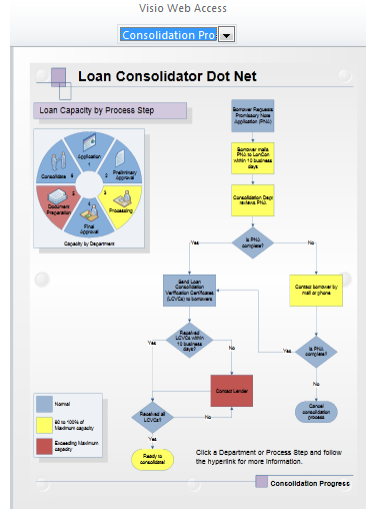 Visio Web Access
Consolidation Pro
Loan Consolidator Dot Net
Loan Capacity by Process Step
Application
1
Consolidate
6
2
Preliminary
Approval
Document
Preparation
5
3
Processing
4
Final
Approval
Capacity by Department
Borrower Requests
Promissory Note
Application (PNA)
Borrower mails
PNA to LonCon
within 10 business
days
Consolidation Dept
reviews PNA
Yes
Is PNA
complete?
No
Send Loan
Consolidation
Verification Certificates
(LCVCs) to borrowers
Contact borrower by
mail or phone
Yes
Received
LCVCs within
10 business
days?
No
Yes
Is PNA
complete?
No
Contact Lender
Cancel
consolidation
process
Received all
LCVCs?
No
Yes
Ready to
consolidate!
Normal
80 to 100% of
Maximum capacity
Exceeding Maximum
capacity
Click a Department or Process Step and follow
the hyperlink for more information.
Consolidation Progress